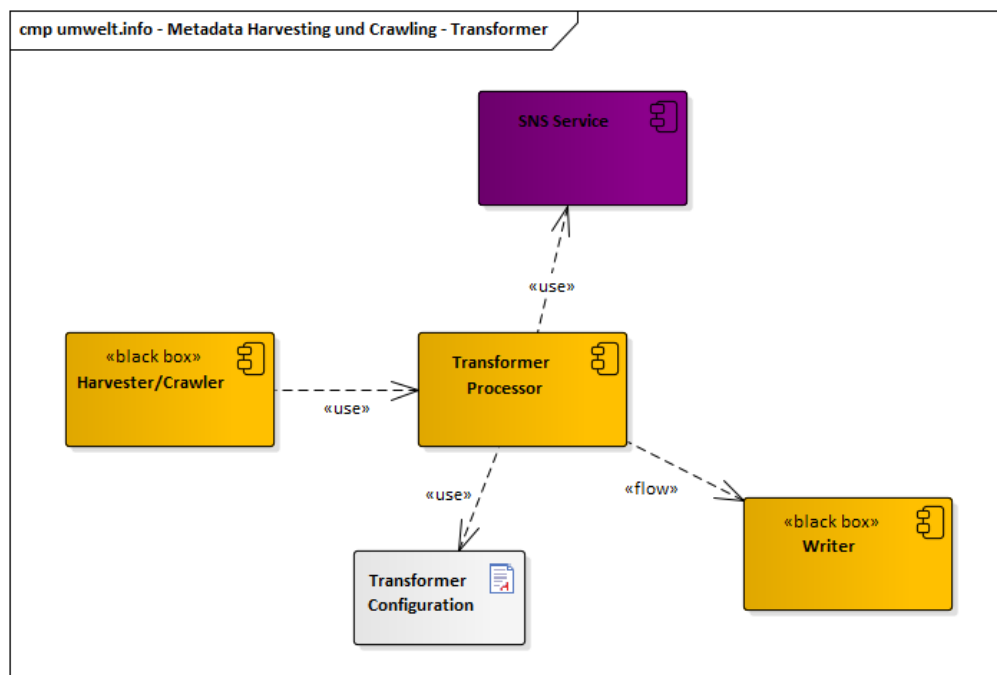 cmp umwelt.info - Metadata Harvesting und Crawling - Transformer
SNS Service
«use»
«black box»
Harvester/Crawler
«use»
Transformer
Processor
«use»
«flow»
«black box»
Writer
Transformer
Configuration